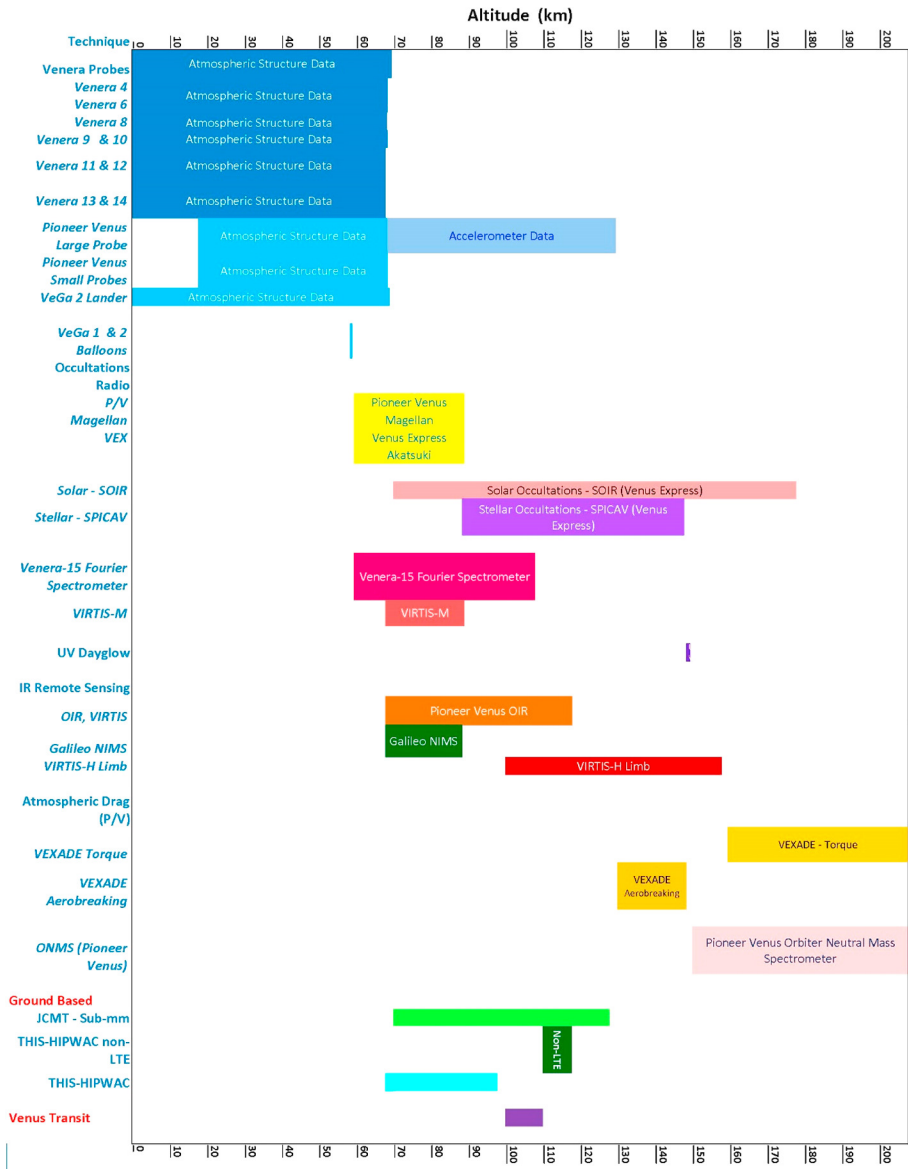 Altitude (km)
Technique
0 10 20 30 40 50 60 70 80 90 100 110 120 130 140 150 160 170 180 190 200
Venera Probes
Atmospheric Structure Data
Venera 4
Venera 6
Atmospheric Structure Data
Venera 8
Atmospheric Structure Data
Venera 9 & 10
Atmospheric Structure Data
Venera 11 & 12
Atmospheric Structure Data
Venera 13 & 14
Atmospheric Structure Data
Pioneer Venus
Large Probe
Atmospheric Structure Data
Accelerometer Data
Pioneer Venus
Small Probes
Atmospheric Structure Data
VeGa 2 Lander
Atmospheric Structure Data
VeGa 1 & 2
Balloons
Occultations
Radio
P/V
Magellan
VEX
Pioneer Venus
Magellan
Venus Express
Akatsuki
Solar - SOIR
Solar Occultations - SOIR (Venus Express)
Stellar - SPICAV
Stellar Occultations - SPICAV (Venus
Express)
Venera-15 Fourier
Spectrometer
Venera-15 Fourier Spectrometer
VIRTIS-M
VIRTIS-M
UV Dayglow
IR Remote Sensing
OIR, VIRTIS
Pioneer Venus OIR
Galileo NIMS
Galileo NIMS
VIRTIS-H Limb
VIRTIS-H Limb
Atmospheric Drag
(P/V)
VEXADE Torque
VEXADE - Torque
VEXADE
Aerobreaking
VEXADE
Aerobreaking
ONMS (Pioneer
Venus)
Pioneer Venus Orbiter Neutral Mass
Spectrometer
Ground Based
JCMT - Sub-mm
THIS-HIPWAC non-
LTE
Non-LTE
THIS-HIPWAC
Venus Transit
0 10 20 30 40 50 60 70 80 90 100 110 120 130 140 150 160 170 180 190 200